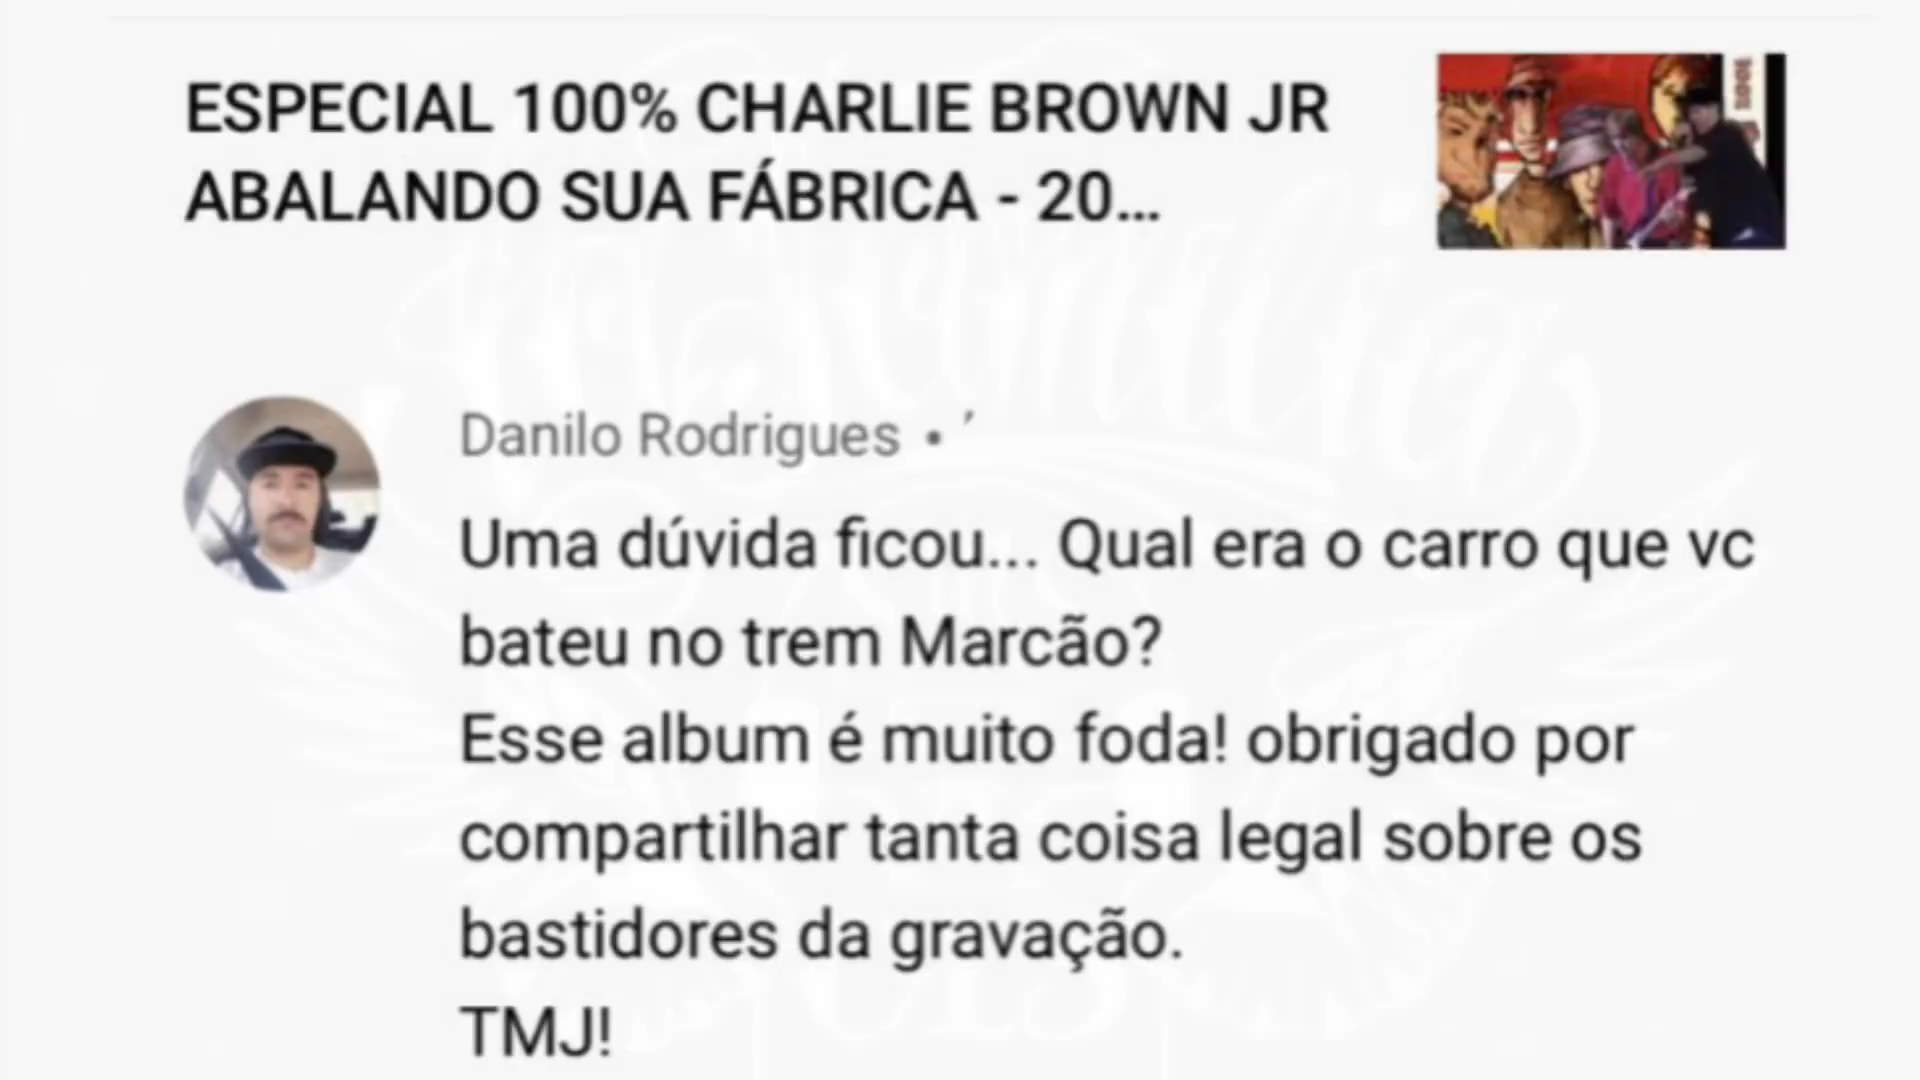 ESPECIAL 100% CHARLIE BROWN JR
ABALANDO SUA FÁBRICA - 20...
Danilo Rodrigues •
Uma dúvida ficou... Qual era o carro que vc
bateu no trem Marcão?
Esse album é muito foda! obrigado por
compartilhar tanta coisa legal sobre os
bastidores da gravação.
TMJ!